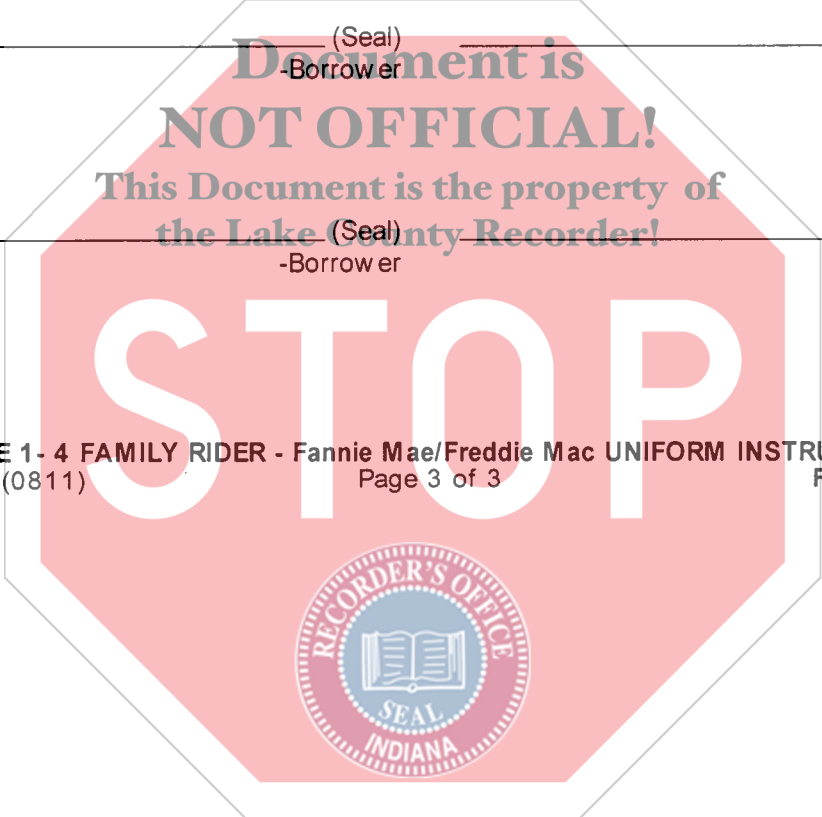 (Seal)
Document is
-Borrower
NOT OFFICIAL!
This Document is the property of
the Lake County Recorder!
(Seal)
-Borrower
STOP
E 1- 4 FAMILY RIDER - Fannie Mae/Freddie Mac UNIFORM INSTRU
(0811)
Page 3 of 3
F
RECORDER'S OFFICE
SEAL
INDIANA